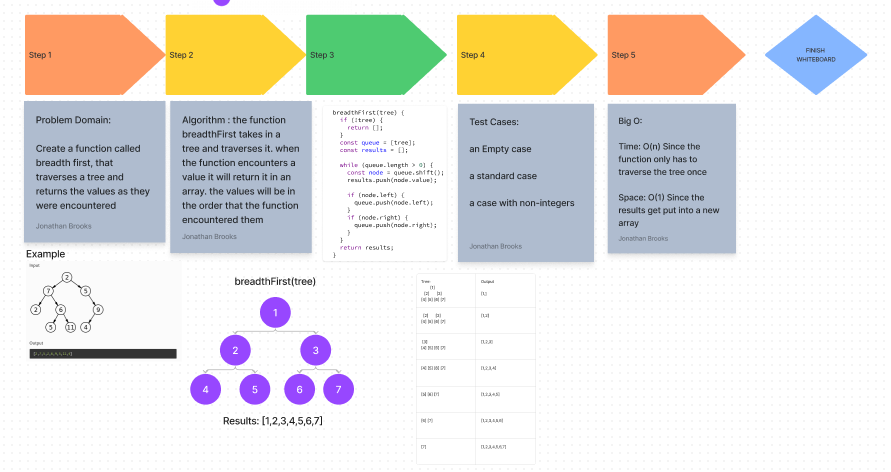 Step 1
Step 2
Step 3
Step 4
Step 5
FINISH
WHITEBOARD
Problem Domain:
Create a function called
breadth first, that
traverses a tree and
returns the values as they
were encountered
Jonathan Brooks
Algorithm : the function
breadthFirst takes in a
tree and traverses it. when
the function encounters a
value it will return it in an
array. the values will be in
the order that the function
encountered them
Jonathan Brooks
breadthFirst(tree) {
if (!tree) {
return [];
}
const queue = [tree];
const results = [];
while (queue.length > 0) {
const node = queue.shift();
results.push(node.value);
if (node.left) {
queue.push(node.left);
}
if (node.right) {
queue.push(node.right);
}
}
return results;
}
Test Cases:
an Empty case
a standard case
a case with non-integers
Jonathan Brooks
Big O:
Time: O(n) Since the
function only has to
traverse the tree once
Space: O(1) Since the
results get put into a new
array
Jonathan Brooks
Example
Input
2
7 5
2 6 9
5 11 4
Output
breadthFirst(tree)
1
2 3
4 5 6 7
Results: [1,2,3,4,5,6,7]
Tree Output
[1]
[2] [3]
[4] [5] [6] [7]
[1,]
[2] [3]
[4] [5] [6] [7]
[1,2]
[3]
[4] [5] [6] [7]
[1,2,3]
[4] [5] [6] [7] [1,2,3,4]
[5] [6] [7] [1,2,3,4,5]
[6] [7] [1,2,3,4,5,6]
[7] [1,2,3,4,5,6,7]